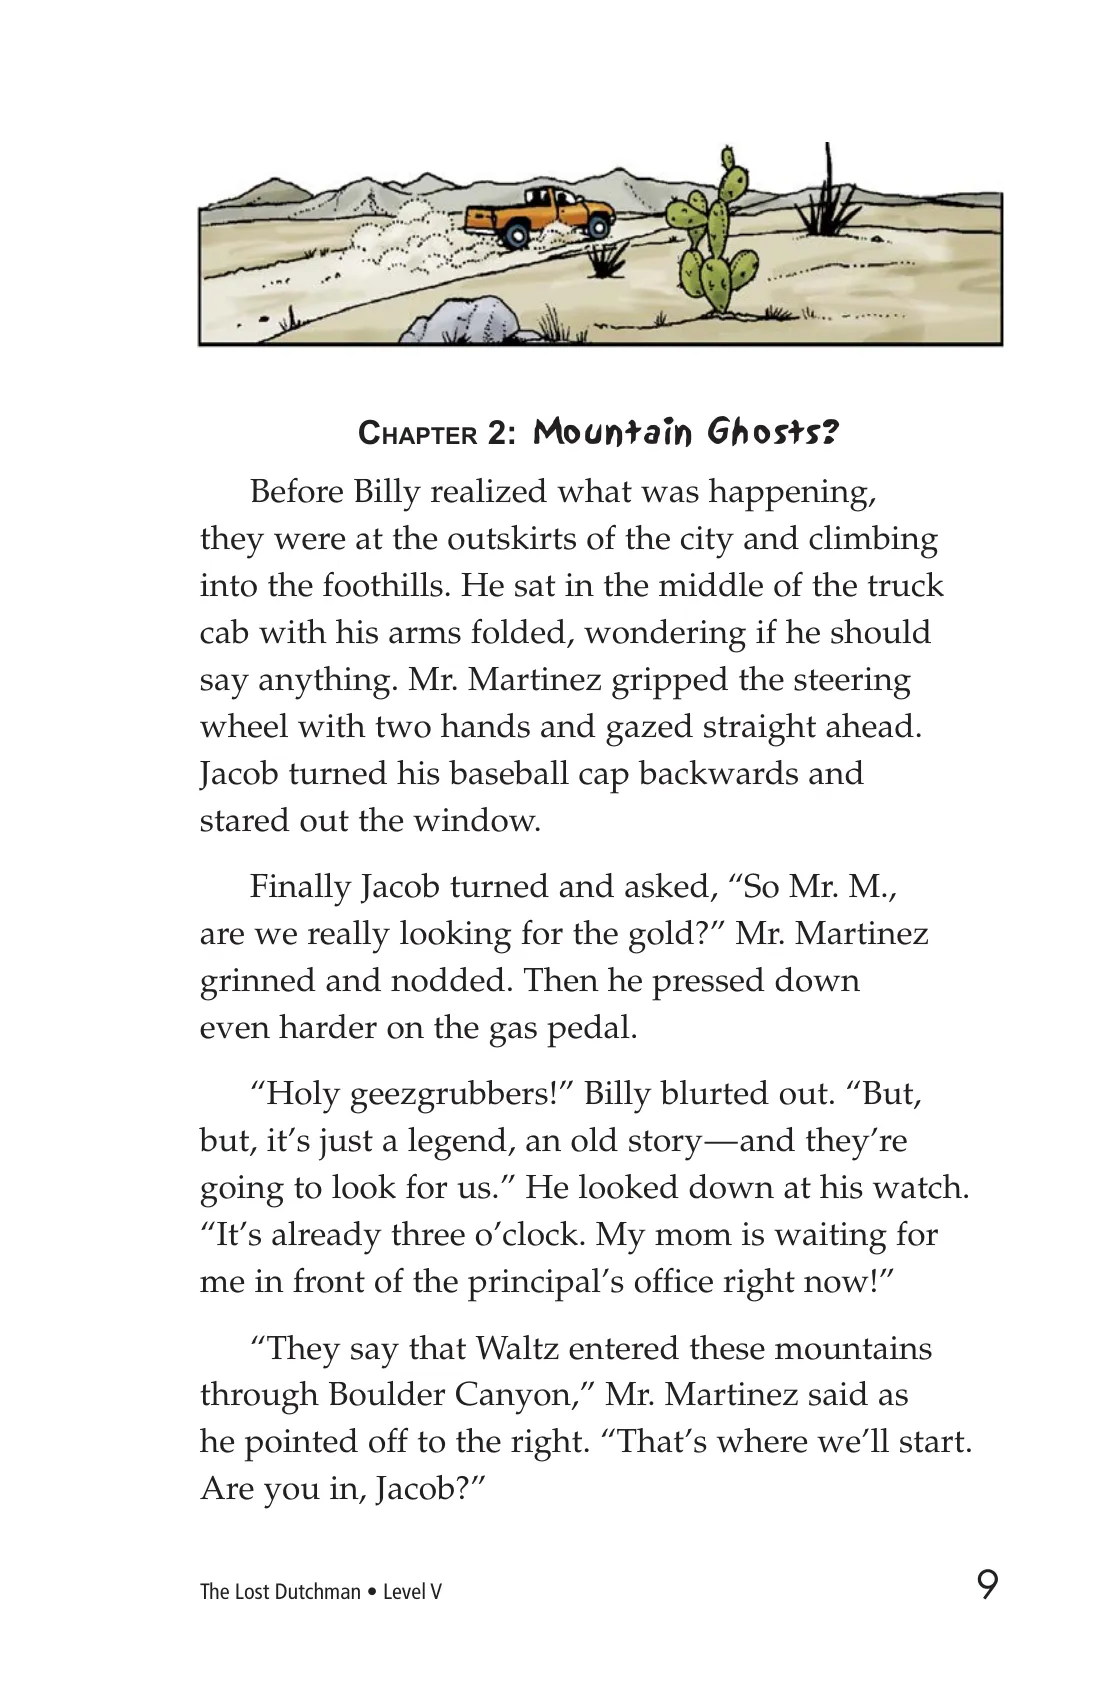 Chapter 2: Mountain Ghosts?
Before Billy realized what was happening,
they were at the outskirts of the city and climbing
into the foothills. He sat in the middle of the truck
cab with his arms folded, wondering if he should
say anything. Mr. Martinez gripped the steering
wheel with two hands and gazed straight ahead.
Jacob turned his baseball cap backwards and
stared out the window.
Finally Jacob turned and asked, “So Mr. M.,
are we really looking for the gold?” Mr. Martinez
grinned and nodded. Then he pressed down
even harder on the gas pedal.
“Holy geezgrubbers!” Billy blurted out. “But,
but, it’s just a legend, an old story—and they’re
going to look for us.” He looked down at his watch.
“It’s already three o’clock. My mom is waiting for
me in front of the principal’s office right now!”
“They say that Waltz entered these mountains
through Boulder Canyon,” Mr. Martinez said as
he pointed off to the right. “That’s where we’ll start.
Are you in, Jacob?”
The Lost Dutchman • Level V
9